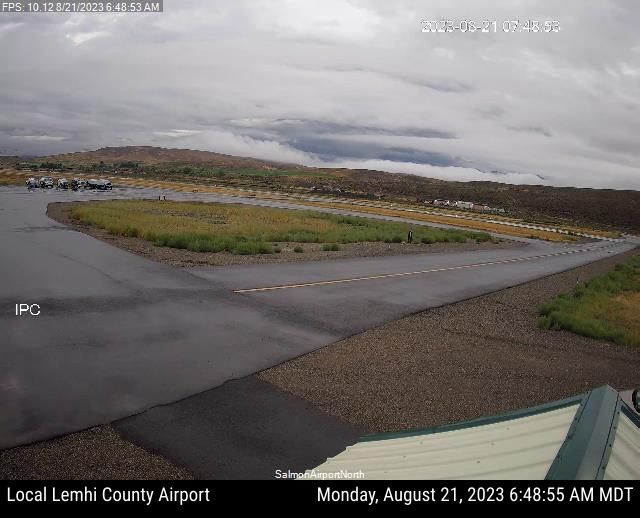 FPS: 10.12 8/21/2023 6:48:53 AM
2023-08-21 07:48:53
IPC
SalmonAirportNorth
Local Lemhi County Airport
Monday, August 21, 2023 6:48:55 AM MDT